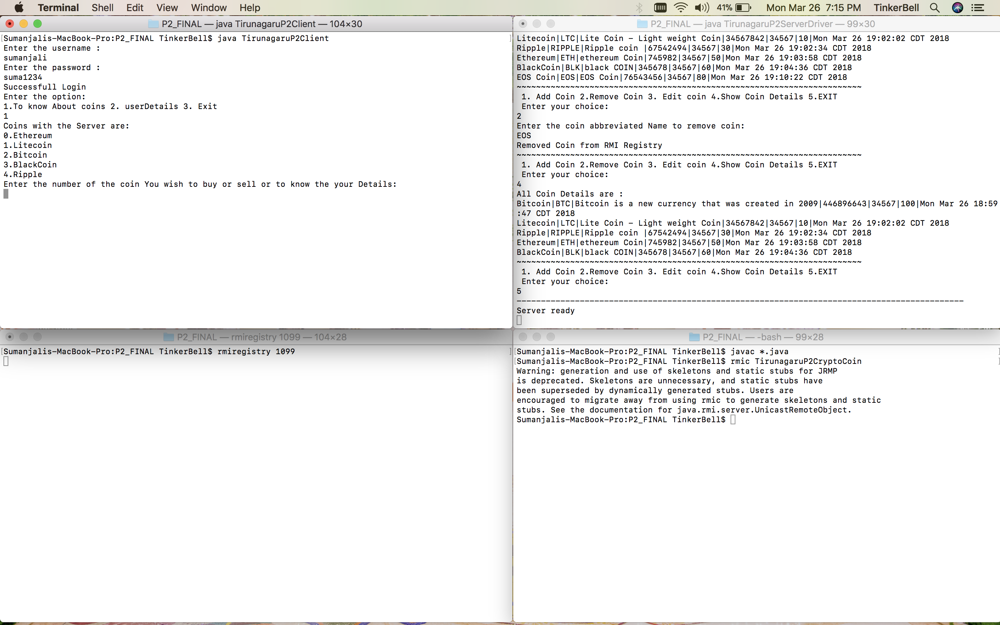 Terminal Shell Edit View Window Help 41% Mon Mar 26 7:15 PM TinkerBell
P2_FINAL — java TirunagaruP2Client — 104×30
[Sumanjalis-MacBook-Pro:P2_FINAL TinkerBell$ java TirunagaruP2Client ]
Enter the username :
sumanjali
Enter the password :
suma1234
Successfull Login
Enter the option:
1.To know About coins 2. userDetails 3. Exit
1
Coins with the Server are:
0.Ethereum
1.Litecoin
2.Bitcoin
3.BlackCoin
4.Ripple
Enter the number of the coin You wish to buy or sell or to know the your Details:
P2_FINAL — java TirunagaruP2ServerDriver — 99×30
Litecoin|LTC|Lite Coin - Light weight Coin|34567842|34567|10|Mon Mar 26 19:02:02 CDT 2018
Ripple|RIPPLE|Ripple coin |67542494|34567|30|Mon Mar 26 19:02:34 CDT 2018
Ethereum|ETH|ethereum Coin|745982|34567|50|Mon Mar 26 19:03:58 CDT 2018
BlackCoin|BLK|black COIN|345678|34567|60|Mon Mar 26 19:04:36 CDT 2018
EOS Coin|EOS|EOS Coin|76543456|34567|80|Mon Mar 26 19:10:22 CDT 2018
~~~~~~~~~~~~~~~~~~~~~~~~~~~~~~~~~~~~~~~~~~~~~~~~~~~~~~~~~~~~~~~~~~~~~~~
1. Add Coin 2.Remove Coin 3. Edit coin 4.Show Coin Details 5.EXIT
Enter your choice:
2
Enter the coin abbreviated Name to remove coin:
EOS
Removed Coin from RMI Registry
~~~~~~~~~~~~~~~~~~~~~~~~~~~~~~~~~~~~~~~~~~~~~~~~~~~~~~~~~~~~~~~~~~~~~~~
1. Add Coin 2.Remove Coin 3. Edit coin 4.Show Coin Details 5.EXIT
Enter your choice:
4
All Coin Details are :
Bitcoin|BTC|Bitcoin is a new currency that was created in 2009|446896643|34567|100|Mon Mar 26 18:59
:47 CDT 2018
Litecoin|LTC|Lite Coin - Light weight Coin|34567842|34567|10|Mon Mar 26 19:02:02 CDT 2018
Ripple|RIPPLE|Ripple coin |67542494|34567|30|Mon Mar 26 19:02:34 CDT 2018
Ethereum|ETH|ethereum Coin|745982|34567|50|Mon Mar 26 19:03:58 CDT 2018
BlackCoin|BLK|black COIN|345678|34567|60|Mon Mar 26 19:04:36 CDT 2018
~~~~~~~~~~~~~~~~~~~~~~~~~~~~~~~~~~~~~~~~~~~~~~~~~~~~~~~~~~~~~~~~~~~~~~~
1. Add Coin 2.Remove Coin 3. Edit coin 4.Show Coin Details 5.EXIT
Enter your choice:
5
--------------------------------------------------------------------------------------------
Server ready
P2_FINAL — rmiregistry 1099 — 104×28
[Sumanjalis-MacBook-Pro:P2_FINAL TinkerBell$ rmiregistry 1099 ]
P2_FINAL — -bash — 99×28
[Sumanjalis-MacBook-Pro:P2_FINAL TinkerBell$ javac *.java ]
[Sumanjalis-MacBook-Pro:P2_FINAL TinkerBell$ rmic TirunagaruP2CryptoCoin ]
Warning: generation and use of skeletons and static stubs for JRMP
is deprecated. Skeletons are unnecessary, and static stubs have
been superseded by dynamically generated stubs. Users are
encouraged to migrate away from using rmic to generate skeletons and static
stubs. See the documentation for java.rmi.server.UnicastRemoteObject.
Sumanjalis-MacBook-Pro:P2_FINAL TinkerBell$